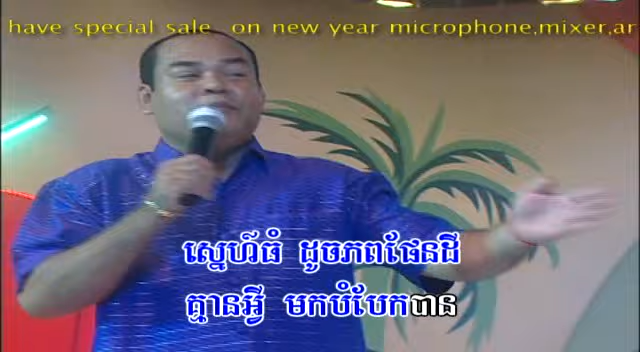 have special sale on new year microphone,mixer,ar
ស្នេហ៍ធំ ដូចភពផែនដី
គ្មានអ្វី មកបំបែកបាន